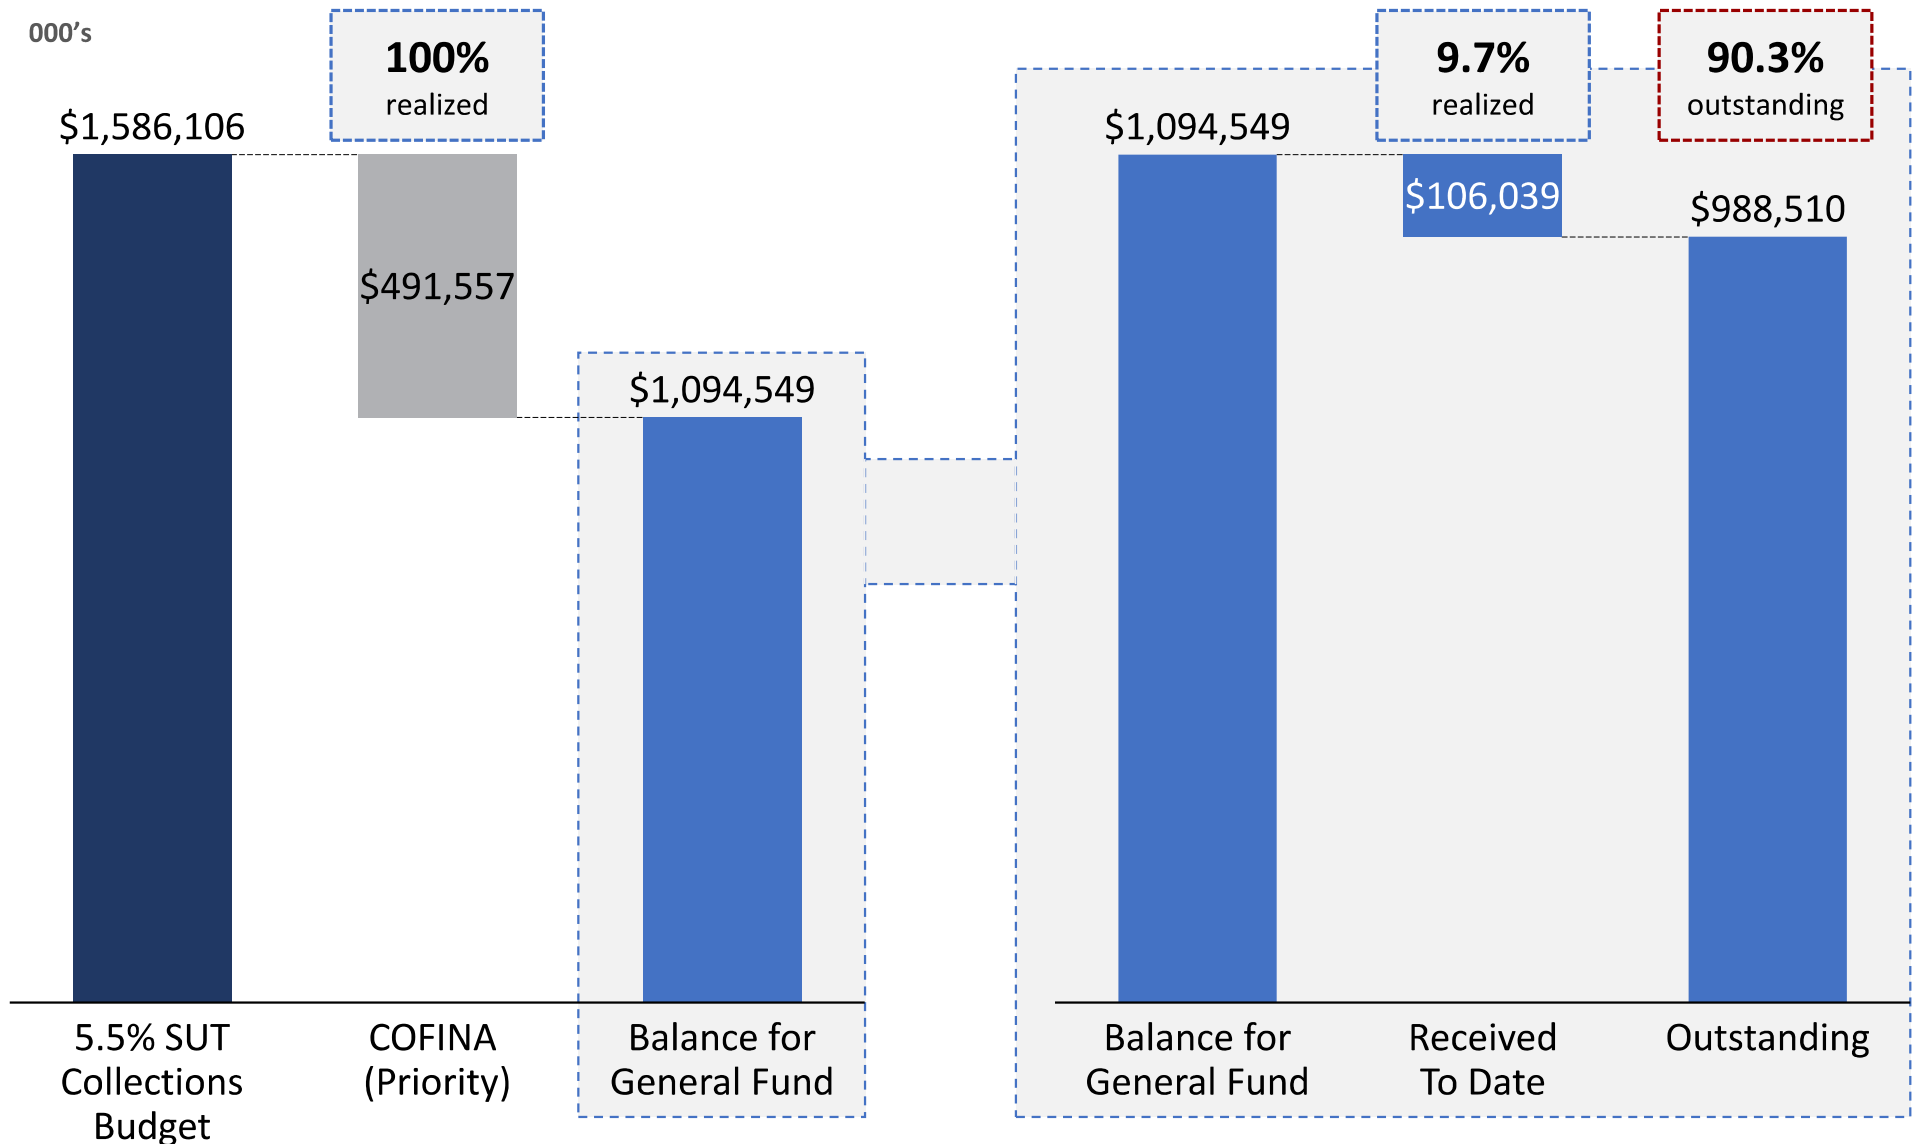 000’s
100%
realized
9.7%
realized
90.3%
outstanding
$1,586,106
$491,557
$1,094,549
$1,094,549
$106,039
$988,510
5.5% SUT
Collections
Budget
COFINA
(Priority)
Balance for
General Fund
Balance for
General Fund
Received
To Date
Outstanding